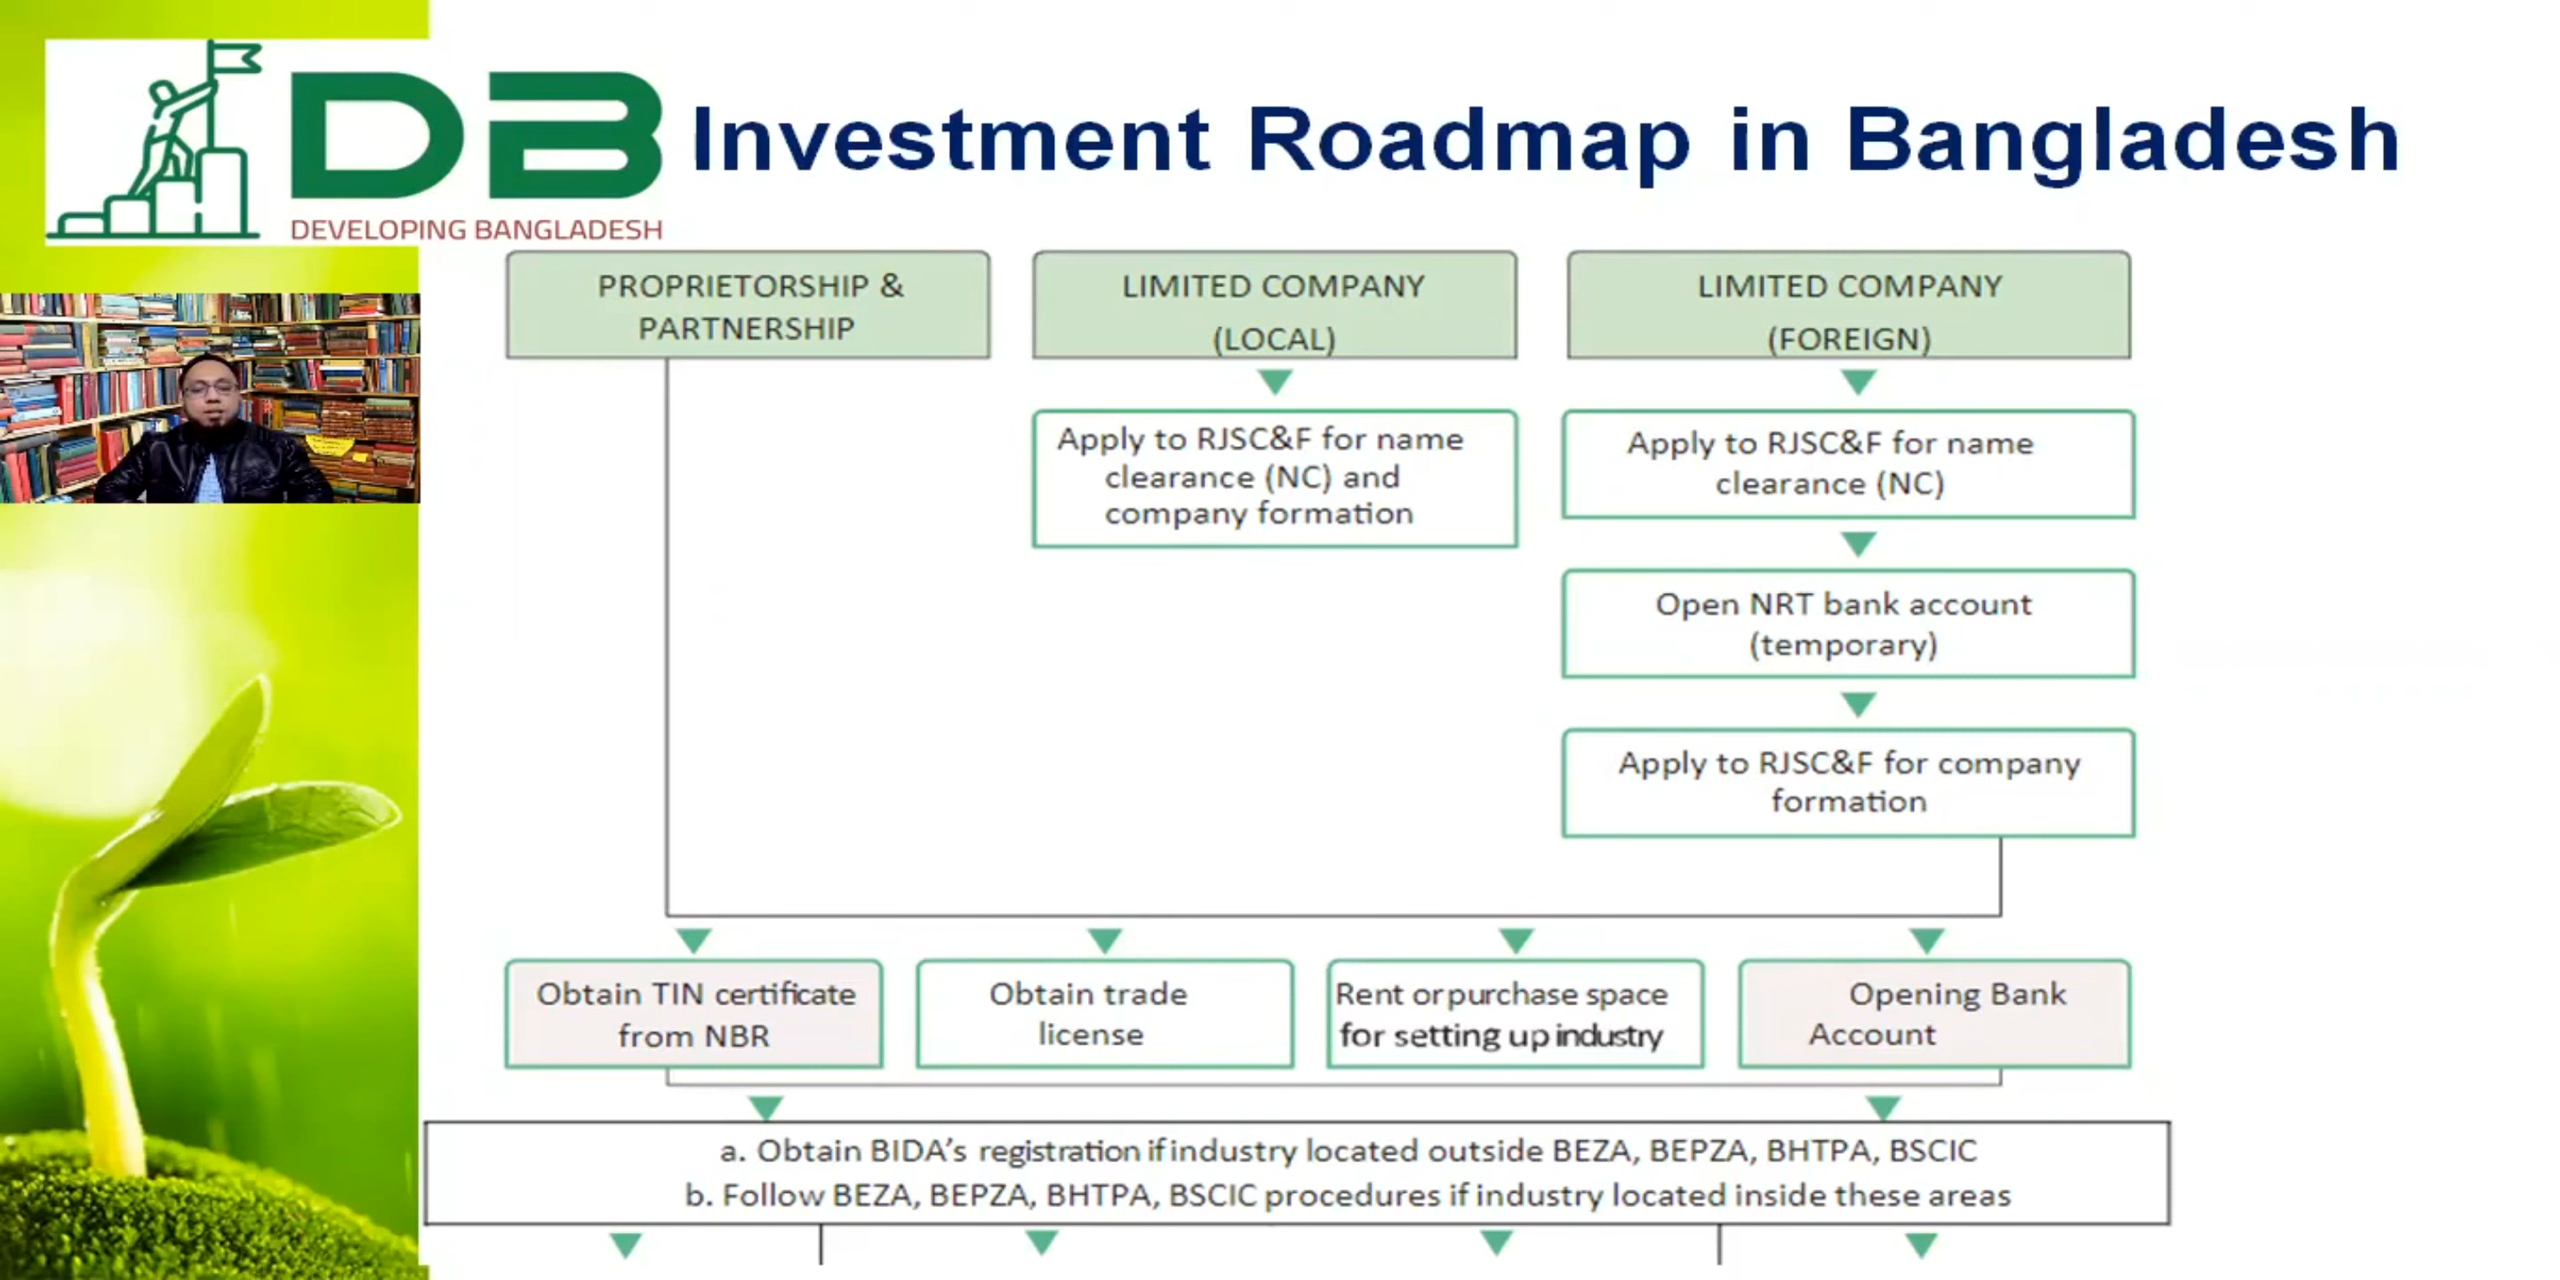 DB
DEVELOPING BANGLADESH
Investment Roadmap in Bangladesh
PROPRIETORSHIP &
PARTNERSHIP
LIMITED COMPANY
(LOCAL)
LIMITED COMPANY
(FOREIGN)
Apply to RJSC&F for name
clearance (NC) and
company formation
Apply to RJSC&F for name
clearance (NC)
Open NRT bank account
(temporary)
Apply to RJSC&F for company
formation
Obtain TIN certificate
from NBR
Obtain trade
license
Rent or purchase space
for setting up industry
Opening Bank
Account
a. Obtain BIDA’s registration if industry located outside BEZA, BEPZA, BHTPA, BSCIC
b. Follow BEZA, BEPZA, BHTPA, BSCIC procedures if industry located inside these areas